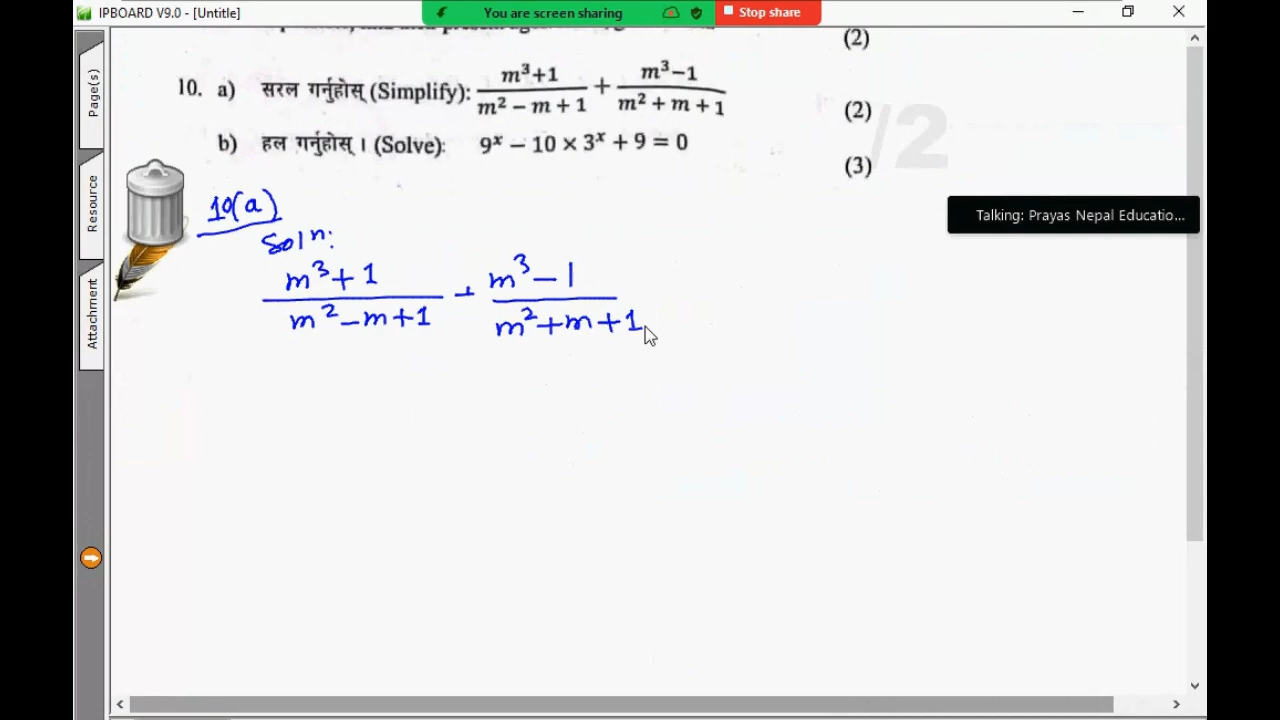 IPBOARD V9.0 - [Untitle]
You are screen sharing
Stop share
(2)
10. a) सरल गर्नुहोस् (Simplify): m³+1 / m² − m + 1 + m³−1 / m² + m + 1
(2)
/2
b) हल गर्नुहोस् । (Solve): 9ˣ − 10 × 3ˣ + 9 = 0
(3)
Page(s)
Resource
Attachment
Talking: Prayas Nepal Educatio...
10(a)
Solⁿ:
m³ + 1 / m² − m + 1 + m³ − 1 / m² + m + 1